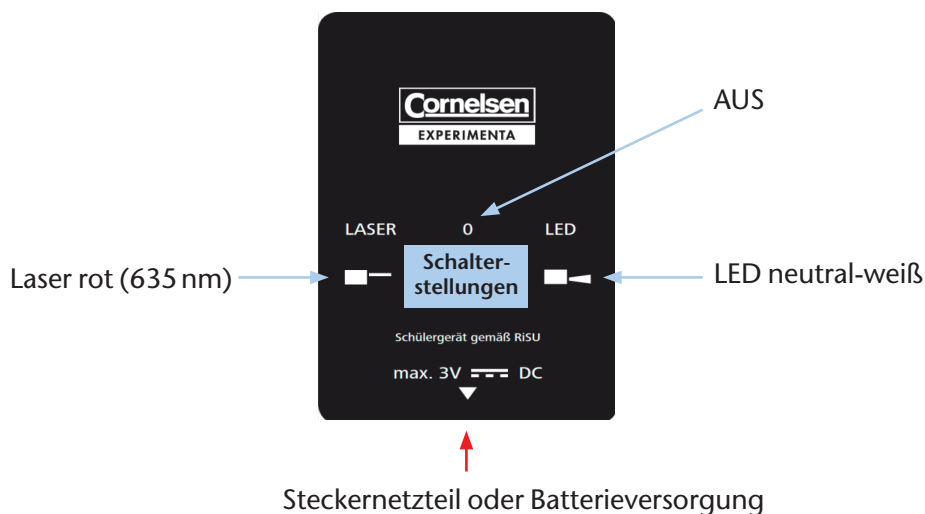 Cornelsen
EXPERIMENTA
AUS
LASER 0 LED
Laser rot (635 nm)
Schalter-
stellungen
LED neutral-weiß
Schülergerät gemäß RiSU
max. 3V DC
Steckernetzteil oder Batterieversorgung